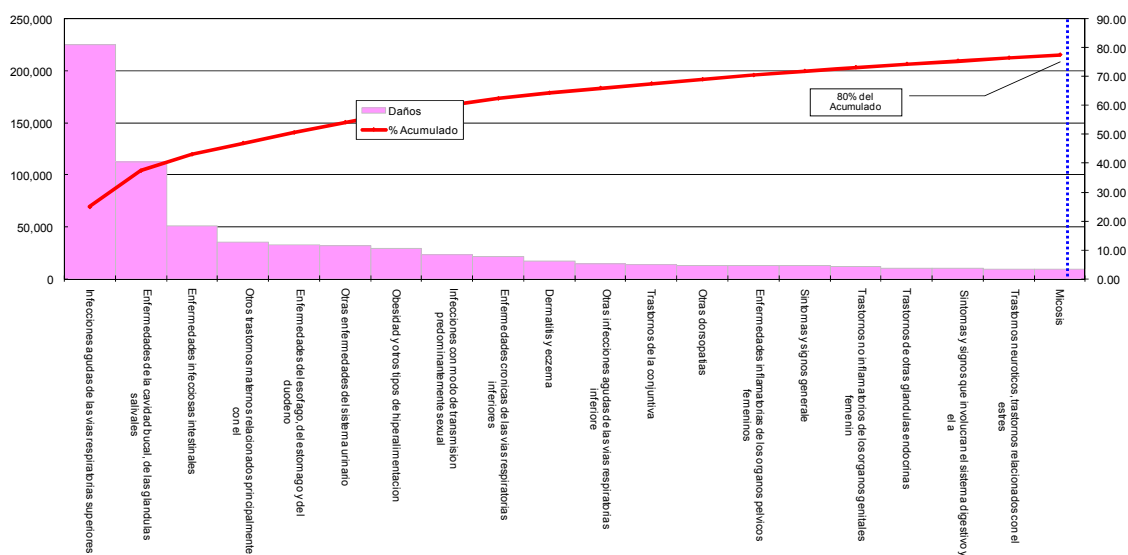 250,000
200,000
150,000
100,000
50,000
0
90.00
80.00
70.00
60.00
50.00
40.00
30.00
20.00
10.00
0.00
Daños
% Acumulado
80% del
Acumulado
Infecciones agudas de las vias respiratorias superiores
Enfermedades de la cavidad bucal, de las glandulas
salivales
Enfermedades infecciosas intestinales
Otros trastornos maternos relacionados principalmente
con el
Enfermedades del esofago, del estomago y del
duodeno
Otras enfermedades del sistema urinario
Obesidad y otros tipos de hiperalimentacion
Infecciones con modo de transmision
predominantemente sexual
Enfermedades cronicas de las vias respiratorias
inferiores
Dermatitis y eczema
Otras infecciones agudas de las vias respiratorias
inferiore
Trastornos de la conjuntiva
Otras dorsopatias
Enfermedades inflamatorias de los organos pelvicos
femeninos
Sintomas y signos generale
Trastornos no inflamatorios de los organos genitales
femenin
Trastornos de otras glandulas endocrinas
Sintomas y signos que involucran el sistema digestivo y
el a
Trastornos neuroticos, trastornos relacionados con el
estres
Micosis